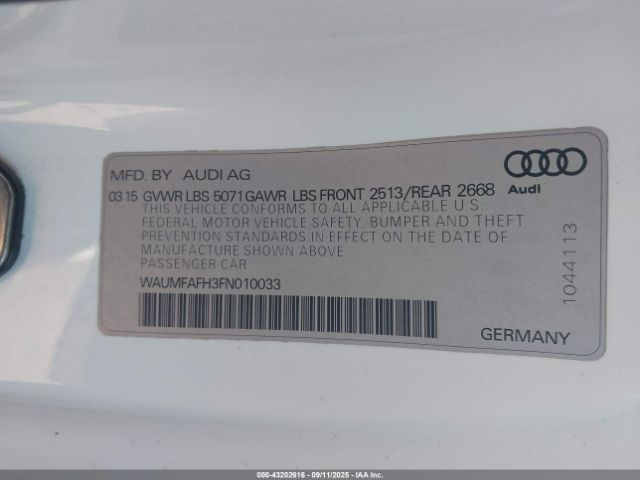 MFD. BY AUDI AG
03 15 GVWR LBS 5071 GAWR LBS FRONT 2513/REAR 2668
Audi
THIS VEHICLE CONFORMS TO ALL APPLICABLE U S
FEDERAL MOTOR VEHICLE SAFETY, BUMPER AND THEFT
PREVENTION STANDARDS IN EFFECT ON THE DATE OF
MANUFACTURE SHOWN ABOVE
PASSENGER CAR
WAUMFAFH3FN010033
1044113
GERMANY
000-43202616 - 09/11/2025 - IAAI.com